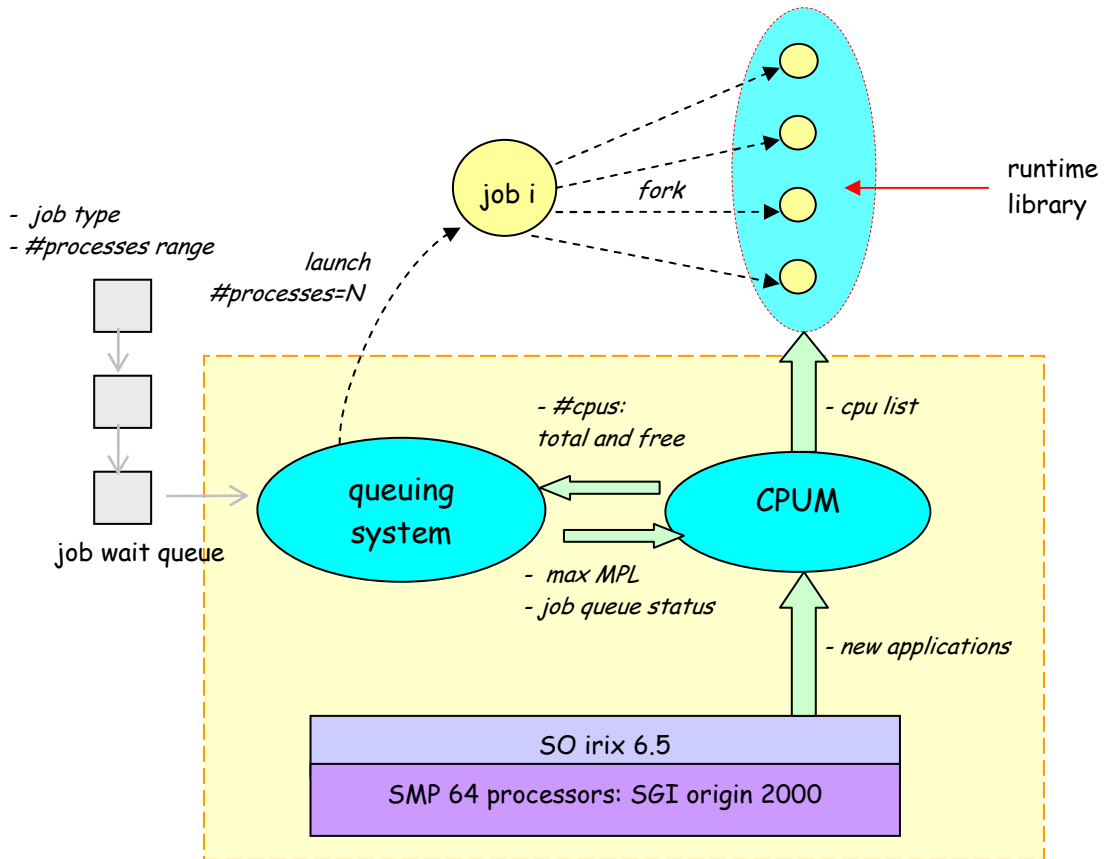 runtime
library
job i
fork
- job type
- #processes range
launch
#processes=N
- #cpus:
total and free
- cpu list
queuing
system
CPUM
job wait queue
- max MPL
- job queue status
- new applications
SO irix 6.5
SMP 64 processors: SGI origin 2000